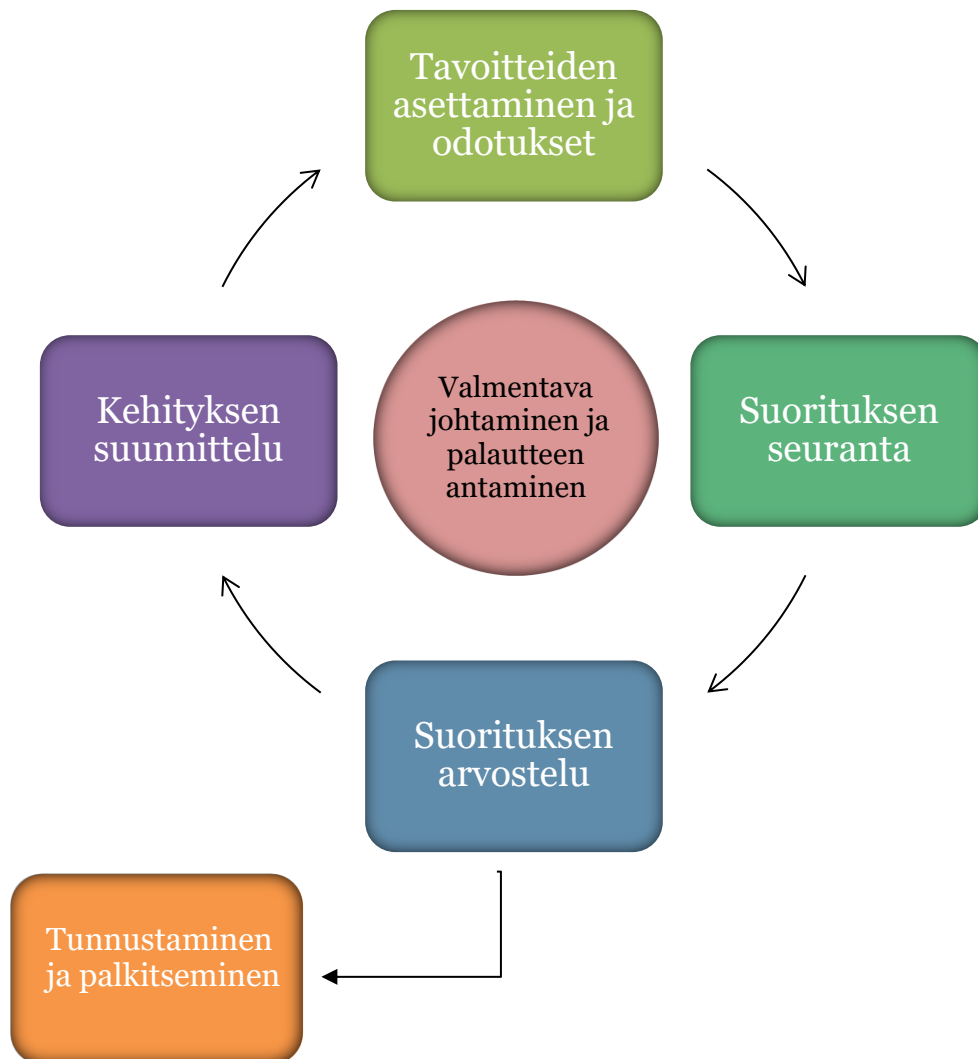 Tavoitteiden
asettaminen ja
odotukset
Kehityksen
suunnittelu
Valmentava
johtaminen ja
palautteen
antaminen
Suorituksen
seuranta
Suorituksen
arvostelu
Tunnustaminen
ja palkitseminen